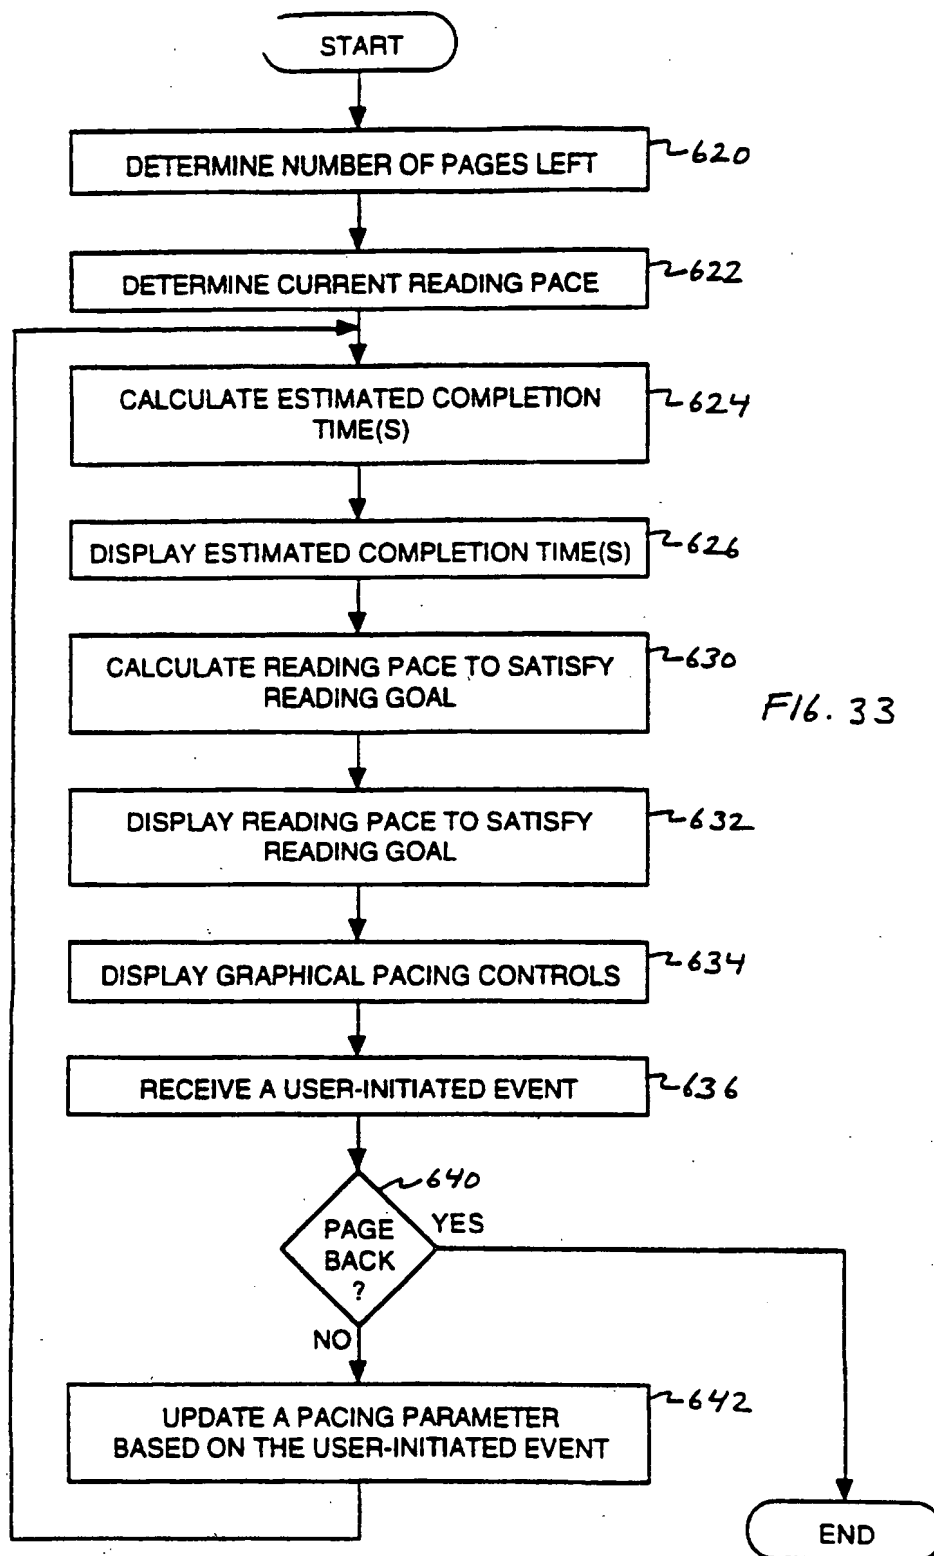 START
DETERMINE NUMBER OF PAGES LEFT
620
DETERMINE CURRENT READING PACE
622
CALCULATE ESTIMATED COMPLETION
TIME(S)
624
DISPLAY ESTIMATED COMPLETION TIME(S)
626
CALCULATE READING PACE TO SATISFY
READING GOAL
630
FIG. 33
DISPLAY READING PACE TO SATISFY
READING GOAL
632
DISPLAY GRAPHICAL PACING CONTROLS
634
RECEIVE A USER-INITIATED EVENT
636
640
PAGE
BACK
?
YES
NO
UPDATE A PACING PARAMETER
BASED ON THE USER-INITIATED EVENT
642
END